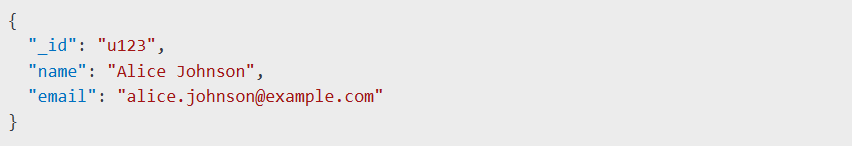 {
  "_id": "u123",
  "name": "Alice Johnson",
  "email": "alice.johnson@example.com"
}